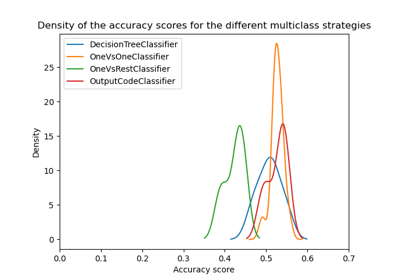 Density of the accuracy scores for the different multiclass strategies
DecisionTreeClassifier
OneVsOneClassifier
OneVsRestClassifier
OutputCodeClassifier
25
20
15
10
5
0
Density
0.0 0.1 0.2 0.3 0.4 0.5 0.6 0.7
Accuracy score